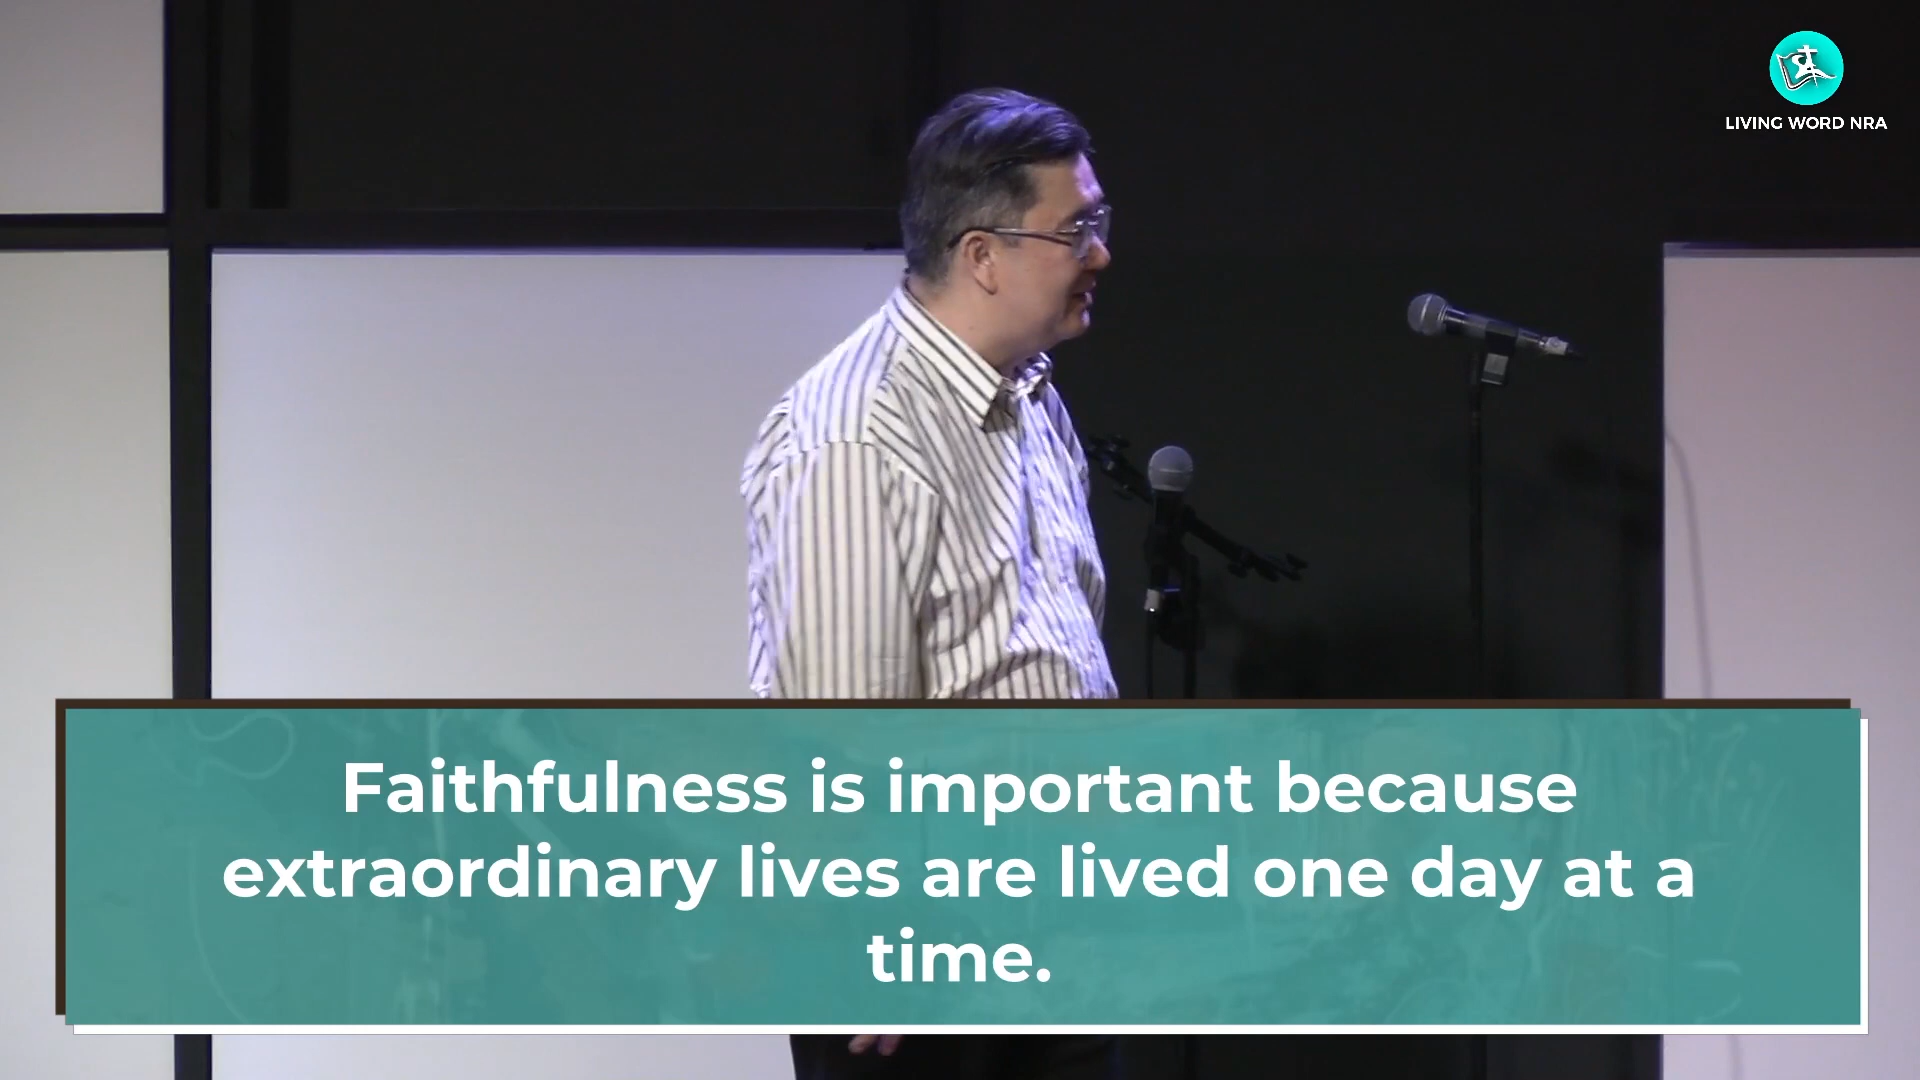 LIVING WORD NRA
Faithfulness is important because
extraordinary lives are lived one day at a
time.